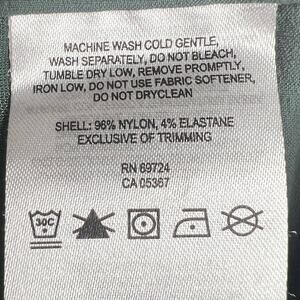 MACHINE WASH COLD GENTLE,
WASH SEPARATELY, DO NOT BLEACH,
TUMBLE DRY LOW, REMOVE PROMPTLY,
IRON LOW, DO NOT USE FABRIC SOFTENER,
DO NOT DRYCLEAN
SHELL: 96% NYLON, 4% ELASTANE
EXCLUSIVE OF TRIMMING
RN 69724
CA 05367
30C